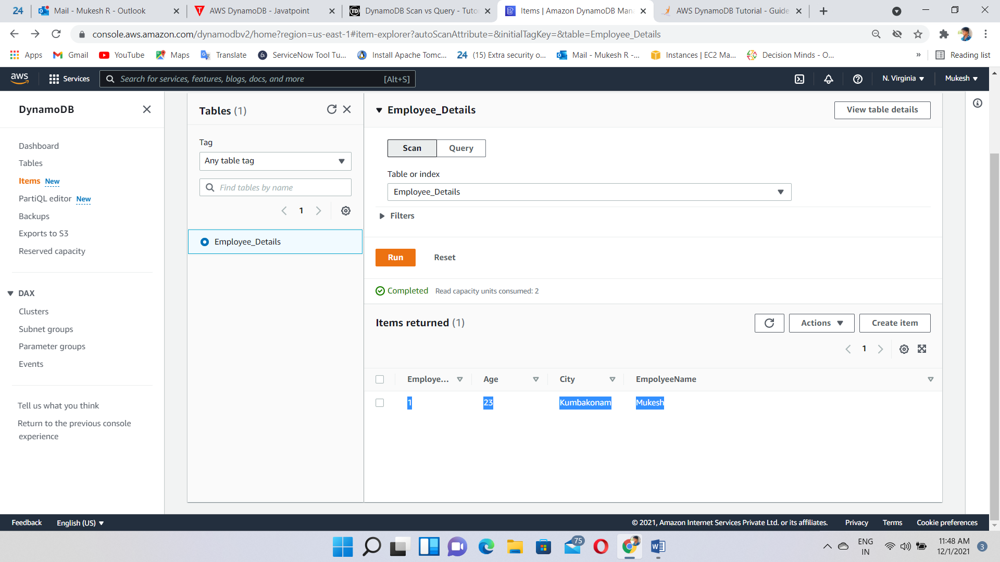 24 Mail - Mukesh R - Outlook AWS DynamoDB - Javatpoint TD DynamoDB Scan vs Query - Tuto Items | Amazon DynamoDB Man AWS DynamoDB Tutorial - Guide
console.aws.amazon.com/dynamodbv2/home?region=us-east-1#item-explorer?autoScanAttribute=&initialTagKey=&table=Employee_Details
Apps Gmail YouTube Maps Translate ServiceNow Tool Tu... Install Apache Tomc... 24 (15) Extra security o... Mail - Mukesh R -... Instances | EC2 Ma... Decision Minds - O... » Reading list
aws Services Search for services, features, blogs, docs, and more [Alt+S] N. Virginia Mukesh
DynamoDB
Dashboard
Tables
Items New
PartiQL editor New
Backups
Exports to S3
Reserved capacity
DAX
Clusters
Subnet groups
Parameter groups
Events
Tell us what you think
Return to the previous console
experience
Tables (1)
Tag
Any table tag
Find tables by name
1
Employee_Details
Employee_Details View table details
Scan Query
Table or index
Employee_Details
Filters
Run Reset
Completed Read capacity units consumed: 2
Items returned (1) Actions Create item
1
Employe... Age City EmpolyeeName
1 23 Kumbakonam Mukesh
Feedback English (US) © 2021, Amazon Internet Services Private Ltd. or its affiliates. Privacy Terms Cookie preferences
75
ENG
IN
11:48 AM
12/1/2021
3